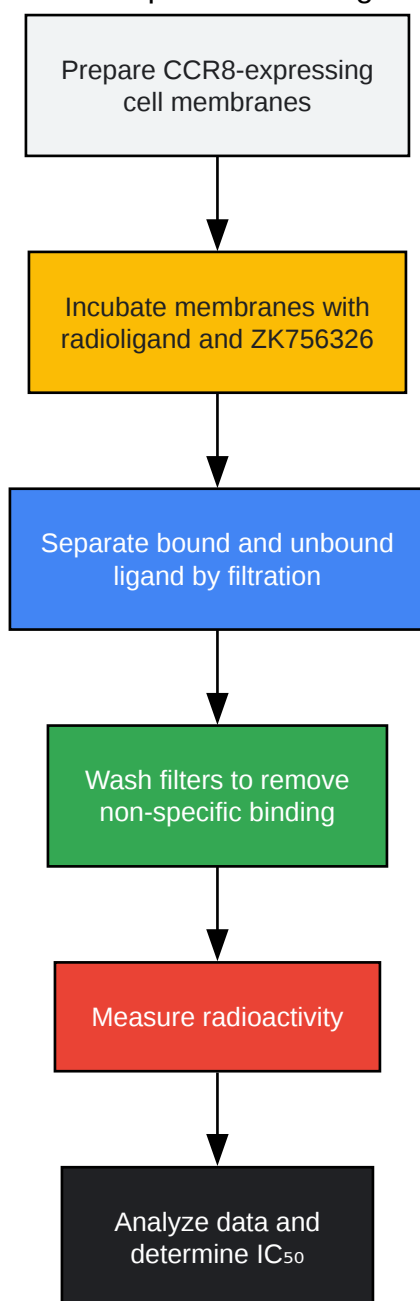 Prepare CCR8-expressing
cell membranes
Incubate membranes with
radioligand and ZK756326
Separate bound and unbound
ligand by filtration
Wash filters to remove
non-specific binding
Measure radioactivity
Analyze data and
determine IC₅₀